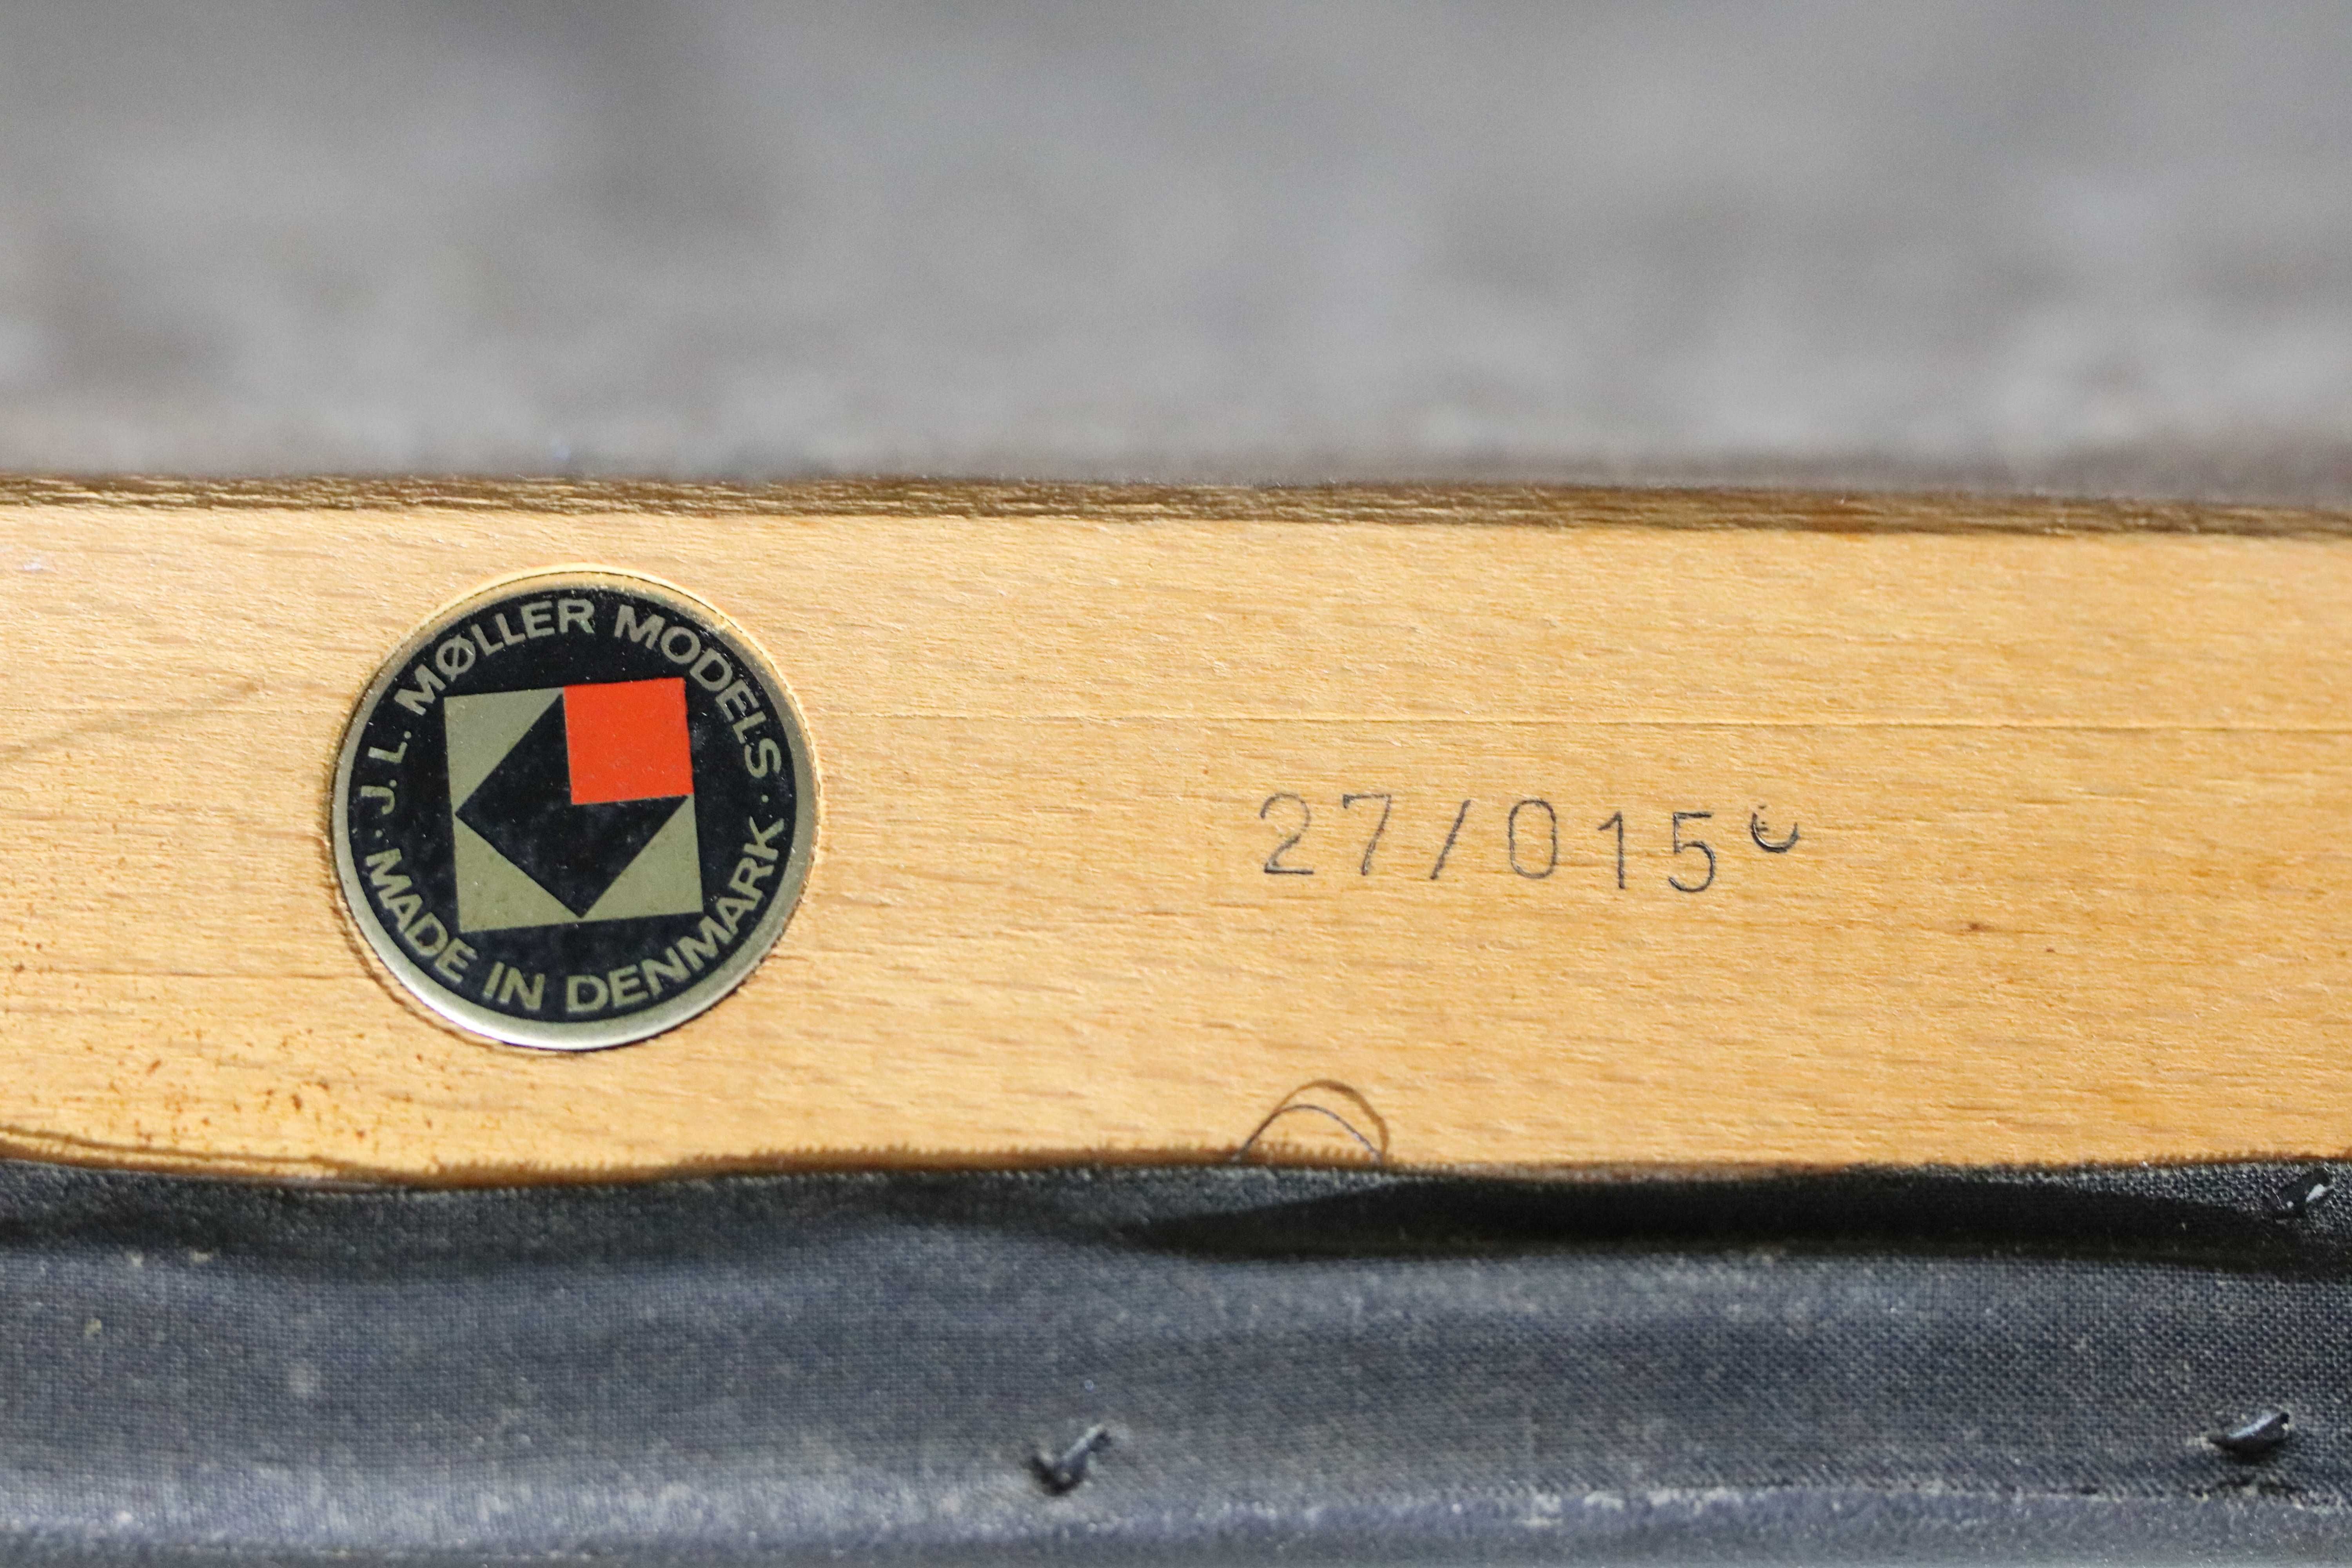 J. L. MØLLER MODELS ·
· MADE IN DENMARK ·
27/015